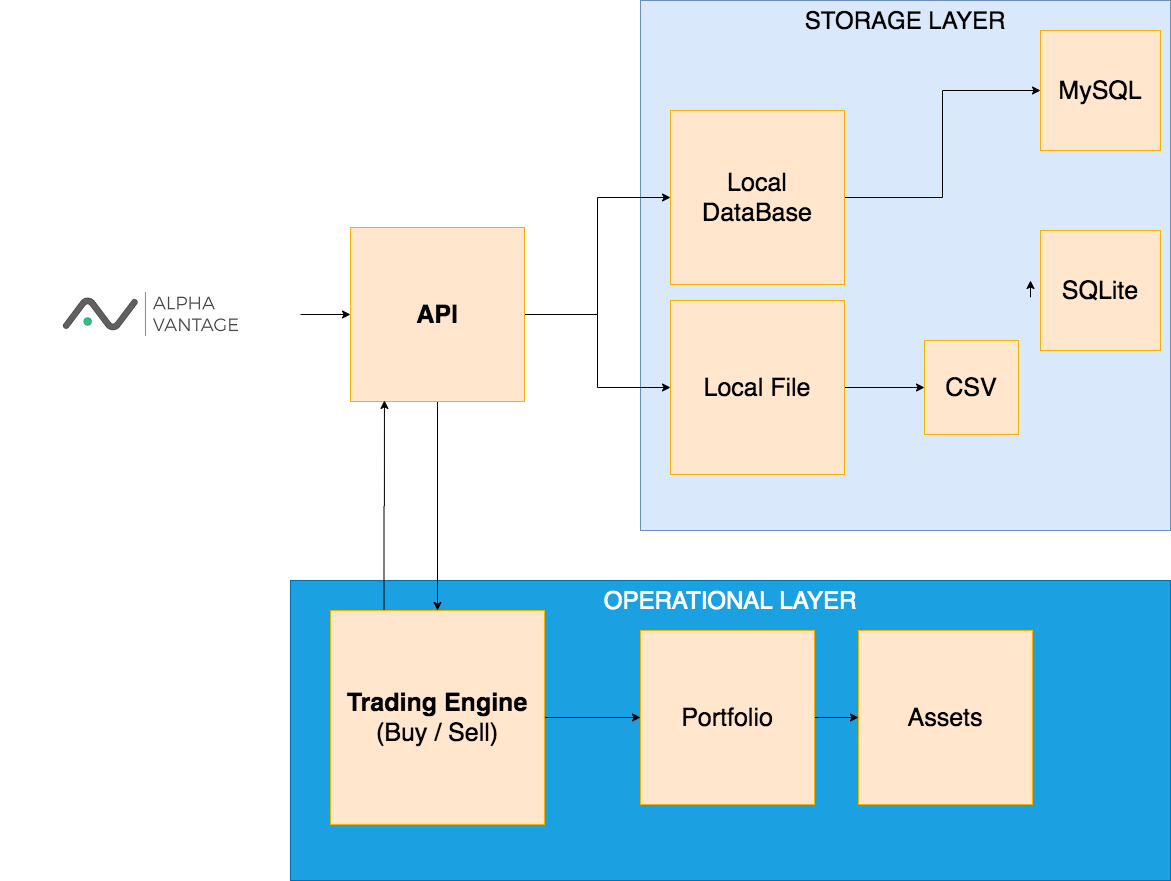 STORAGE LAYER
MySQL
Local
DataBase
ALPHA
VANTAGE
API
SQLite
Local File
CSV
OPERATIONAL LAYER
Trading Engine
(Buy / Sell)
Portfolio
Assets